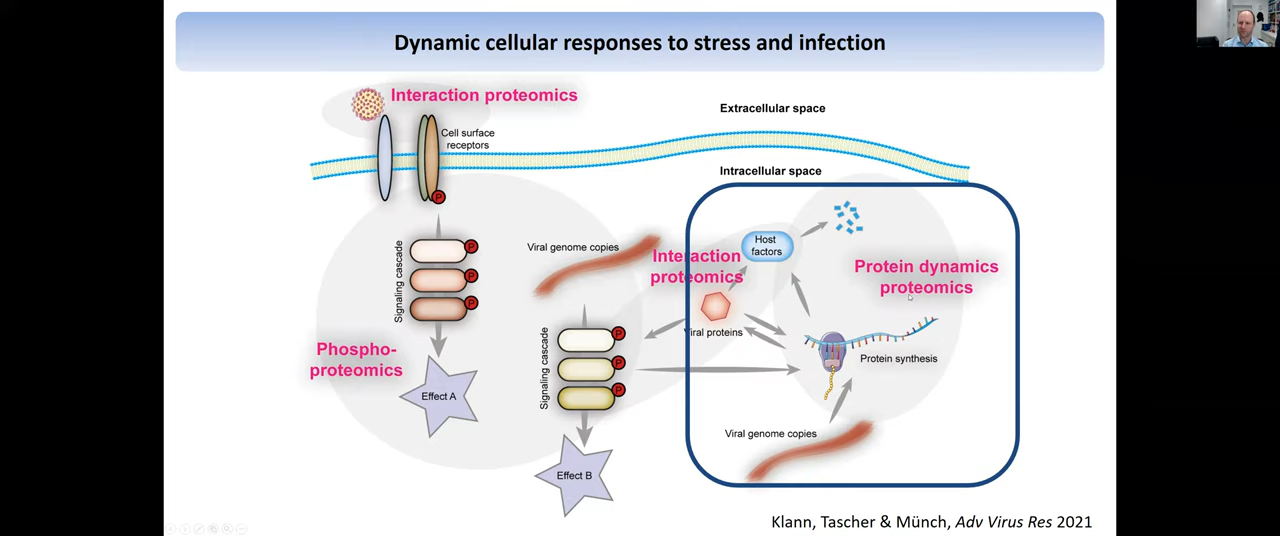 Dynamic cellular responses to stress and infection
Interaction proteomics
Extracellular space
Cell surface
receptors
Intracellular space
P
Signaling cascade
P
P
P
Viral genome copies
Host
factors
Interaction
proteomics
Protein dynamics
proteomics
Viral proteins
Signaling cascade
P
P
P
Protein synthesis
Phospho-
proteomics
Effect A
Viral genome copies
Effect B
Klann, Tascher & Münch, Adv Virus Res 2021